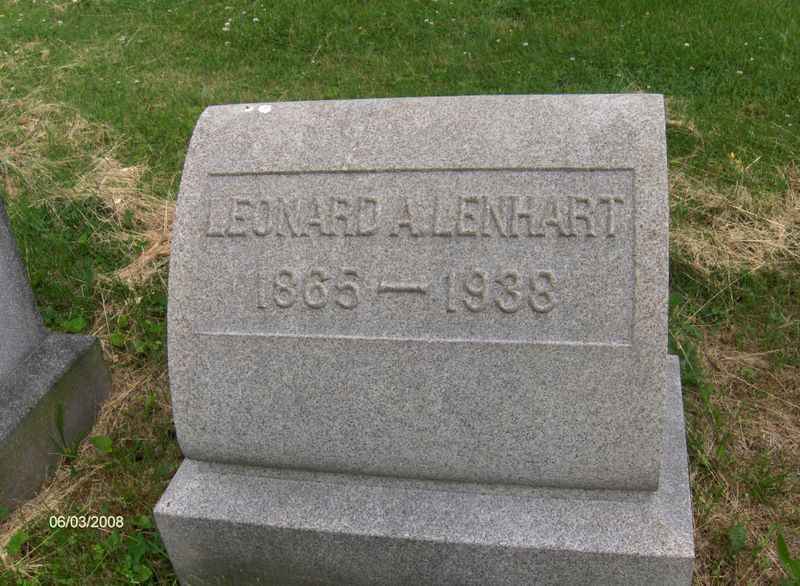 LEONARD A. LENHART
1865 — 1938
06/03/2008